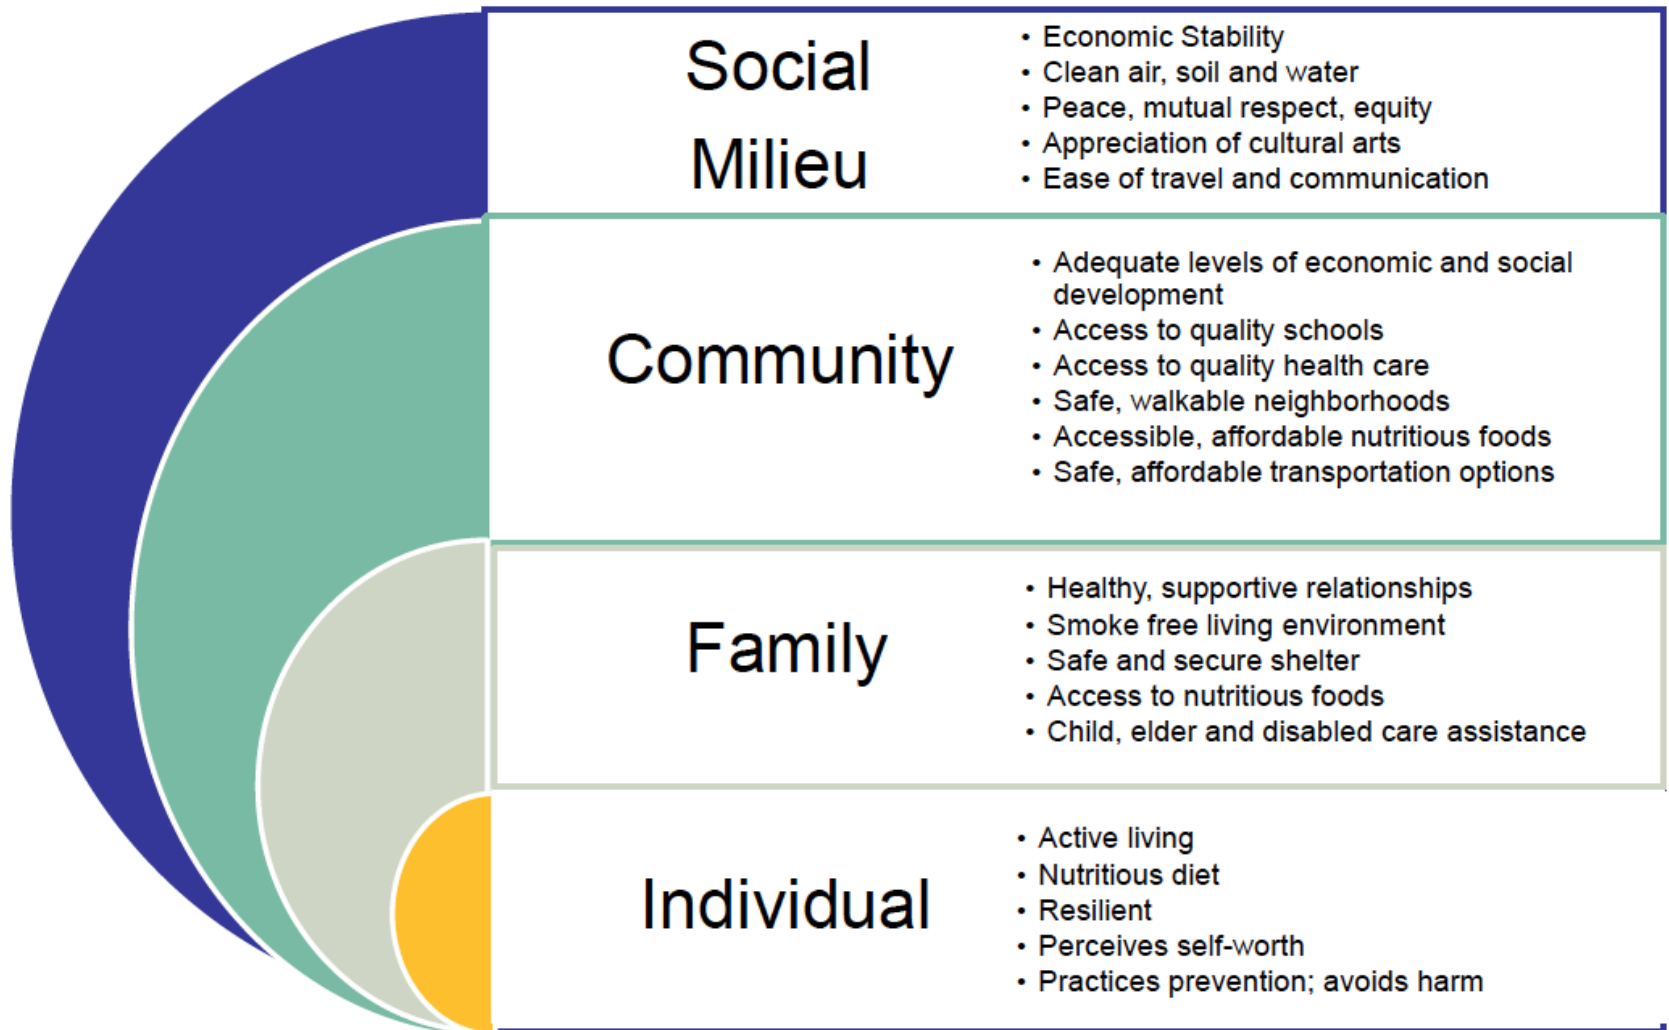 Social
Milieu
• Economic Stability
• Clean air, soil and water
• Peace, mutual respect, equity
• Appreciation of cultural arts
• Ease of travel and communication
Community
• Adequate levels of economic and social
development
• Access to quality schools
• Access to quality health care
• Safe, walkable neighborhoods
• Accessible, affordable nutritious foods
• Safe, affordable transportation options
Family
• Healthy, supportive relationships
• Smoke free living environment
• Safe and secure shelter
• Access to nutritious foods
• Child, elder and disabled care assistance
Individual
• Active living
• Nutritious diet
• Resilient
• Perceives self-worth
• Practices prevention; avoids harm